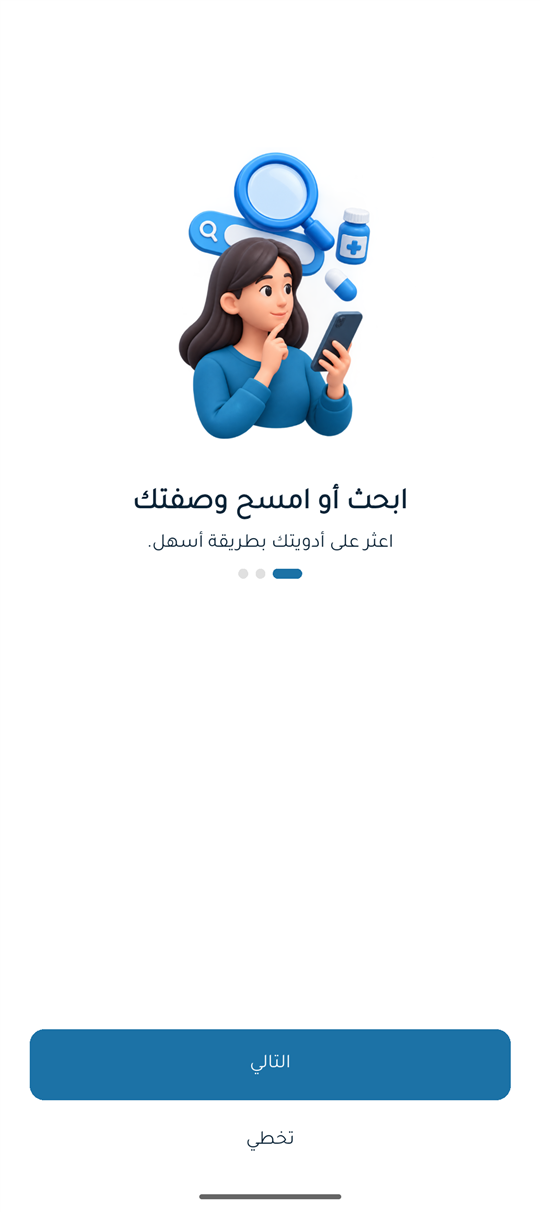 ابحث أو امسح وصفتك
اعثر على أدويتك بطريقة أسهل.
التالي
تخطي